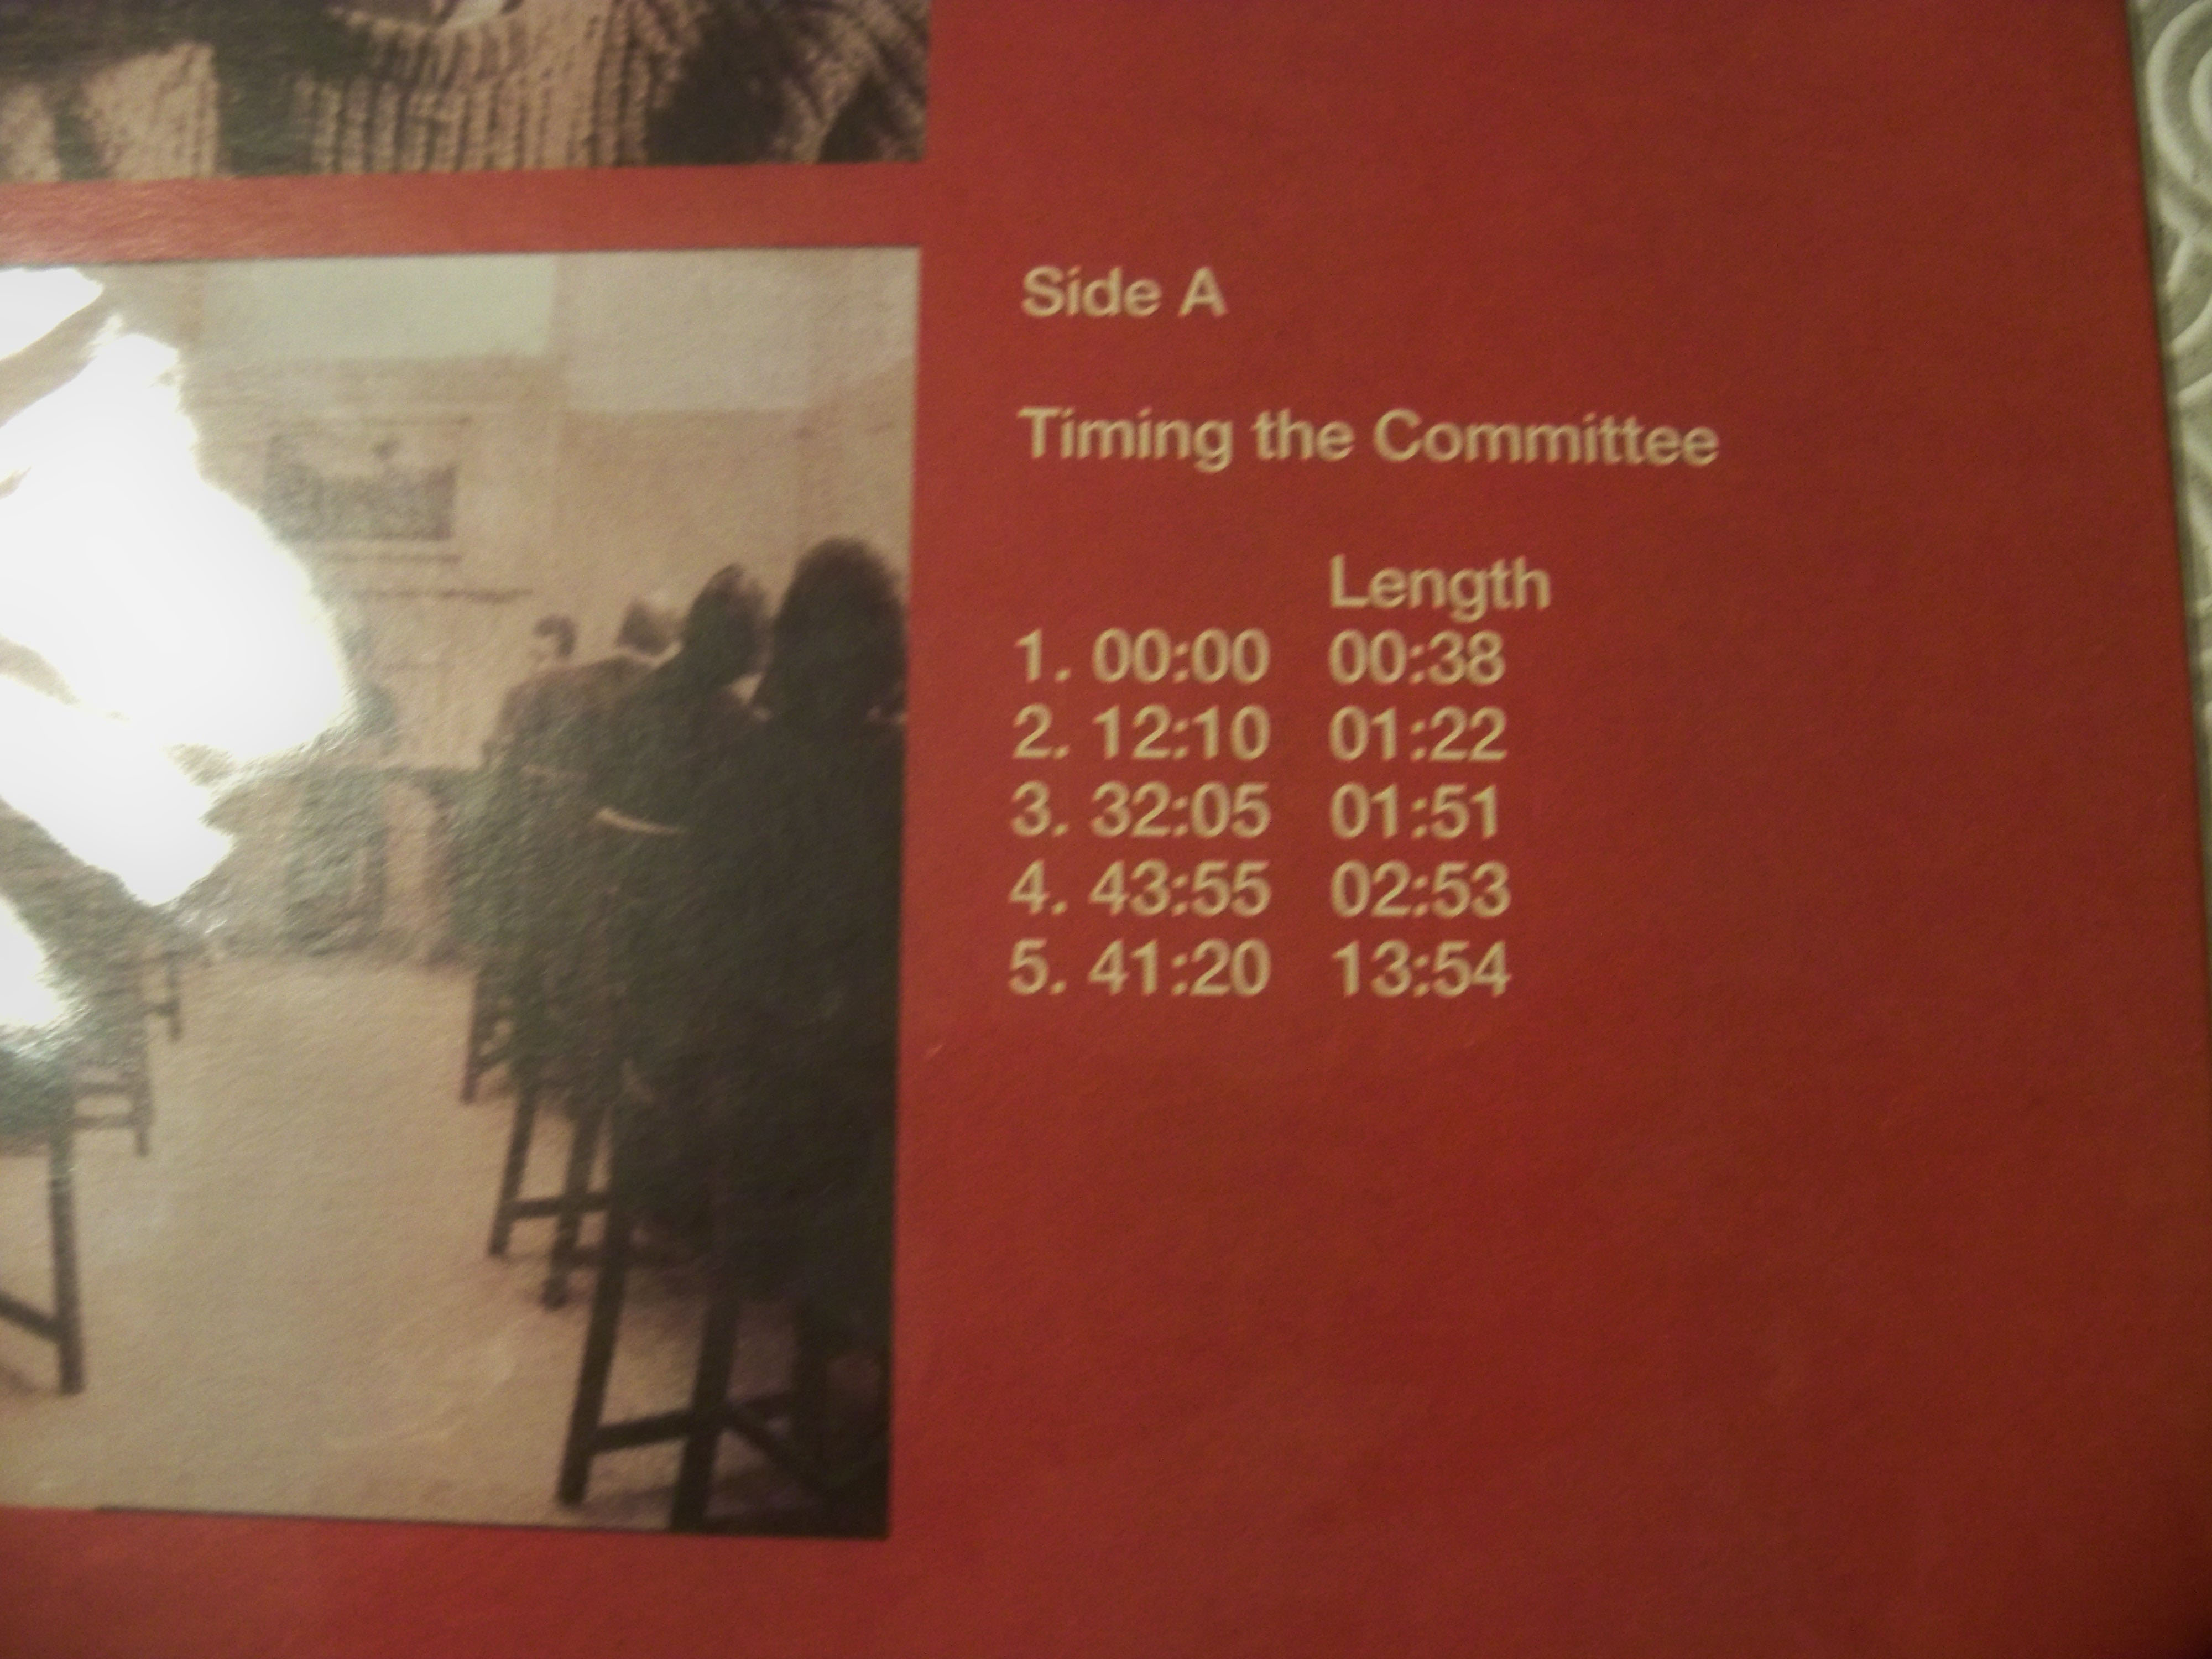 Side A
Timing the Committee
Length
1. 00:00 00:38
2. 12:10 01:22
3. 32:05 01:51
4. 43:55 02:53
5. 41:20 13:54